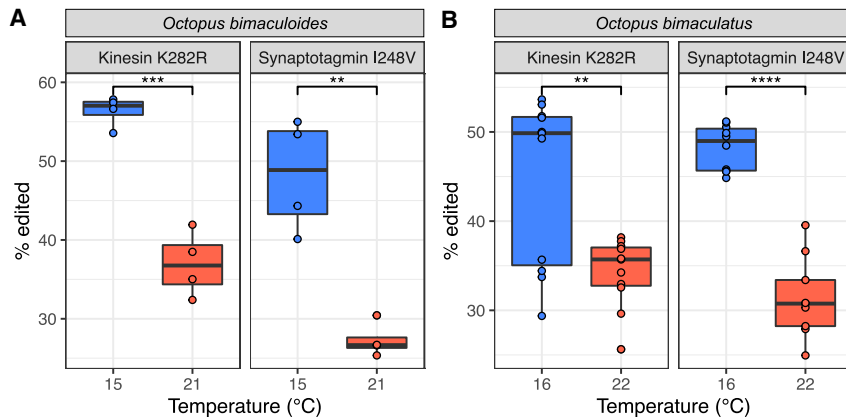 A
Octopus bimaculoides
Kinesin K282R
Synaptotagmin I248V
***
**
60
50
40
30
% edited
15
21
15
21
Temperature (°C)
B
Octopus bimaculatus
Kinesin K282R
Synaptotagmin I248V
**
****
50
40
30
% edited
16
22
16
22
Temperature (°C)